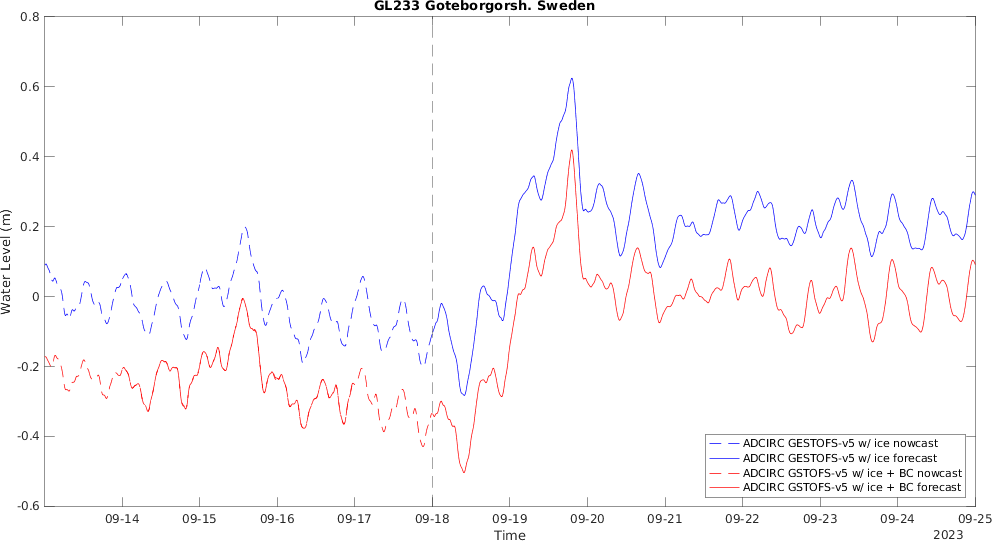 GL233 Goteborgorsh. Sweden
0.8
0.6
0.4
0.2
0
-0.2
-0.4
-0.6
Water Level (m)
09-14 09-15 09-16 09-17 09-18 09-19 09-20 09-21 09-22 09-23 09-24 09-25
Time
2023
ADCIRC GESTOFS-v5 w/ ice nowcast
ADCIRC GESTOFS-v5 w/ ice forecast
ADCIRC GSTOFS-v5 w/ ice + BC nowcast
ADCIRC GSTOFS-v5 w/ ice + BC forecast